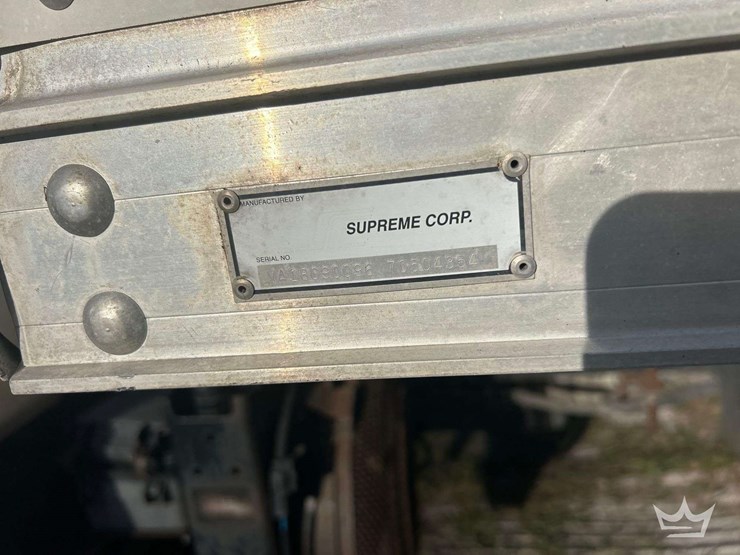 MANUFACTURED BY
SUPREME CORP.
SERIAL NO.